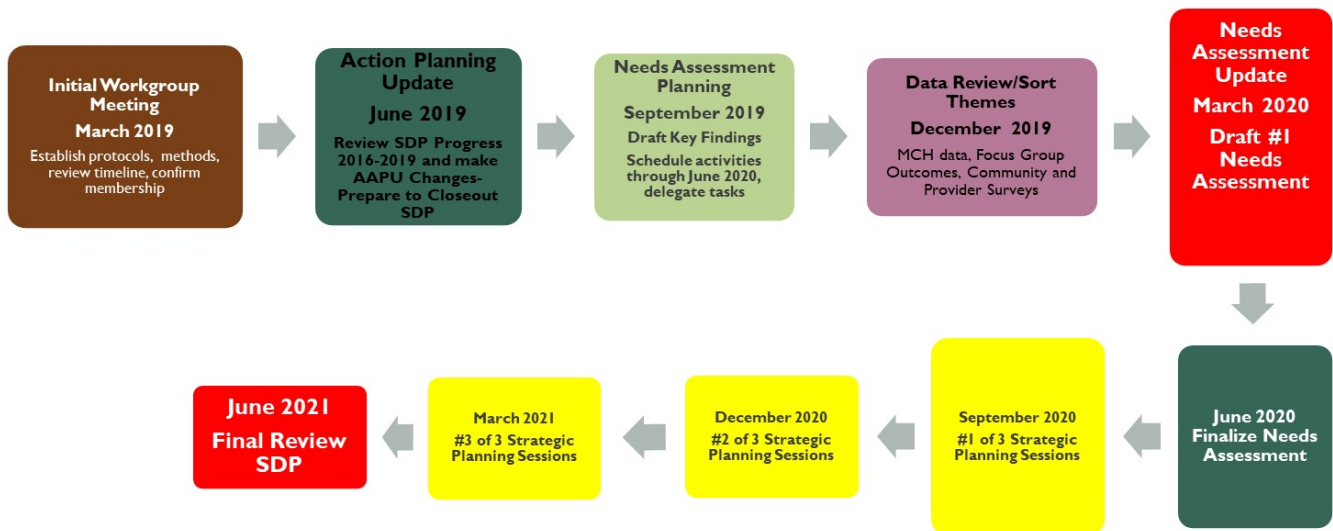 Initial Workgroup
Meeting
March 2019
Establish protocols, methods,
review timeline, confirm
membership
Action Planning
Update
June 2019
Review SDP Progress
2016-2019 and make
AAPU Changes-
Prepare to Closeout
SDP
Needs Assessment
Planning
September 2019
Draft Key Findings
Schedule activities
through June 2020,
delegate tasks
Data Review/Sort
Themes
December 2019
MCH data, Focus Group
Outcomes, Community and
Provider Surveys
Needs
Assessment
Update
March 2020
Draft #1
Needs
Assessment
June 2020
Finalize Needs
Assessment
September 2020
#1 of 3 Strategic
Planning Sessions
December 2020
#2 of 3 Strategic
Planning Sessions
March 2021
#3 of 3 Strategic
Planning Sessions
June 2021
Final Review
SDP